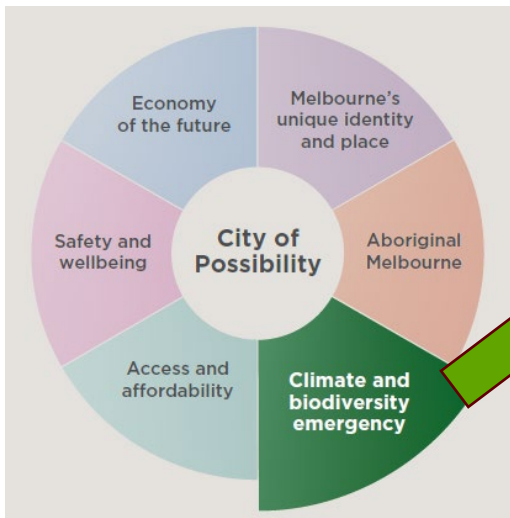 Economy
of the future
Melbourne's
unique identity
and place
Safety and
wellbeing
City of
Possibility
Aboriginal
Melbourne
Access and
affordability
Climate and
biodiversity
emergency